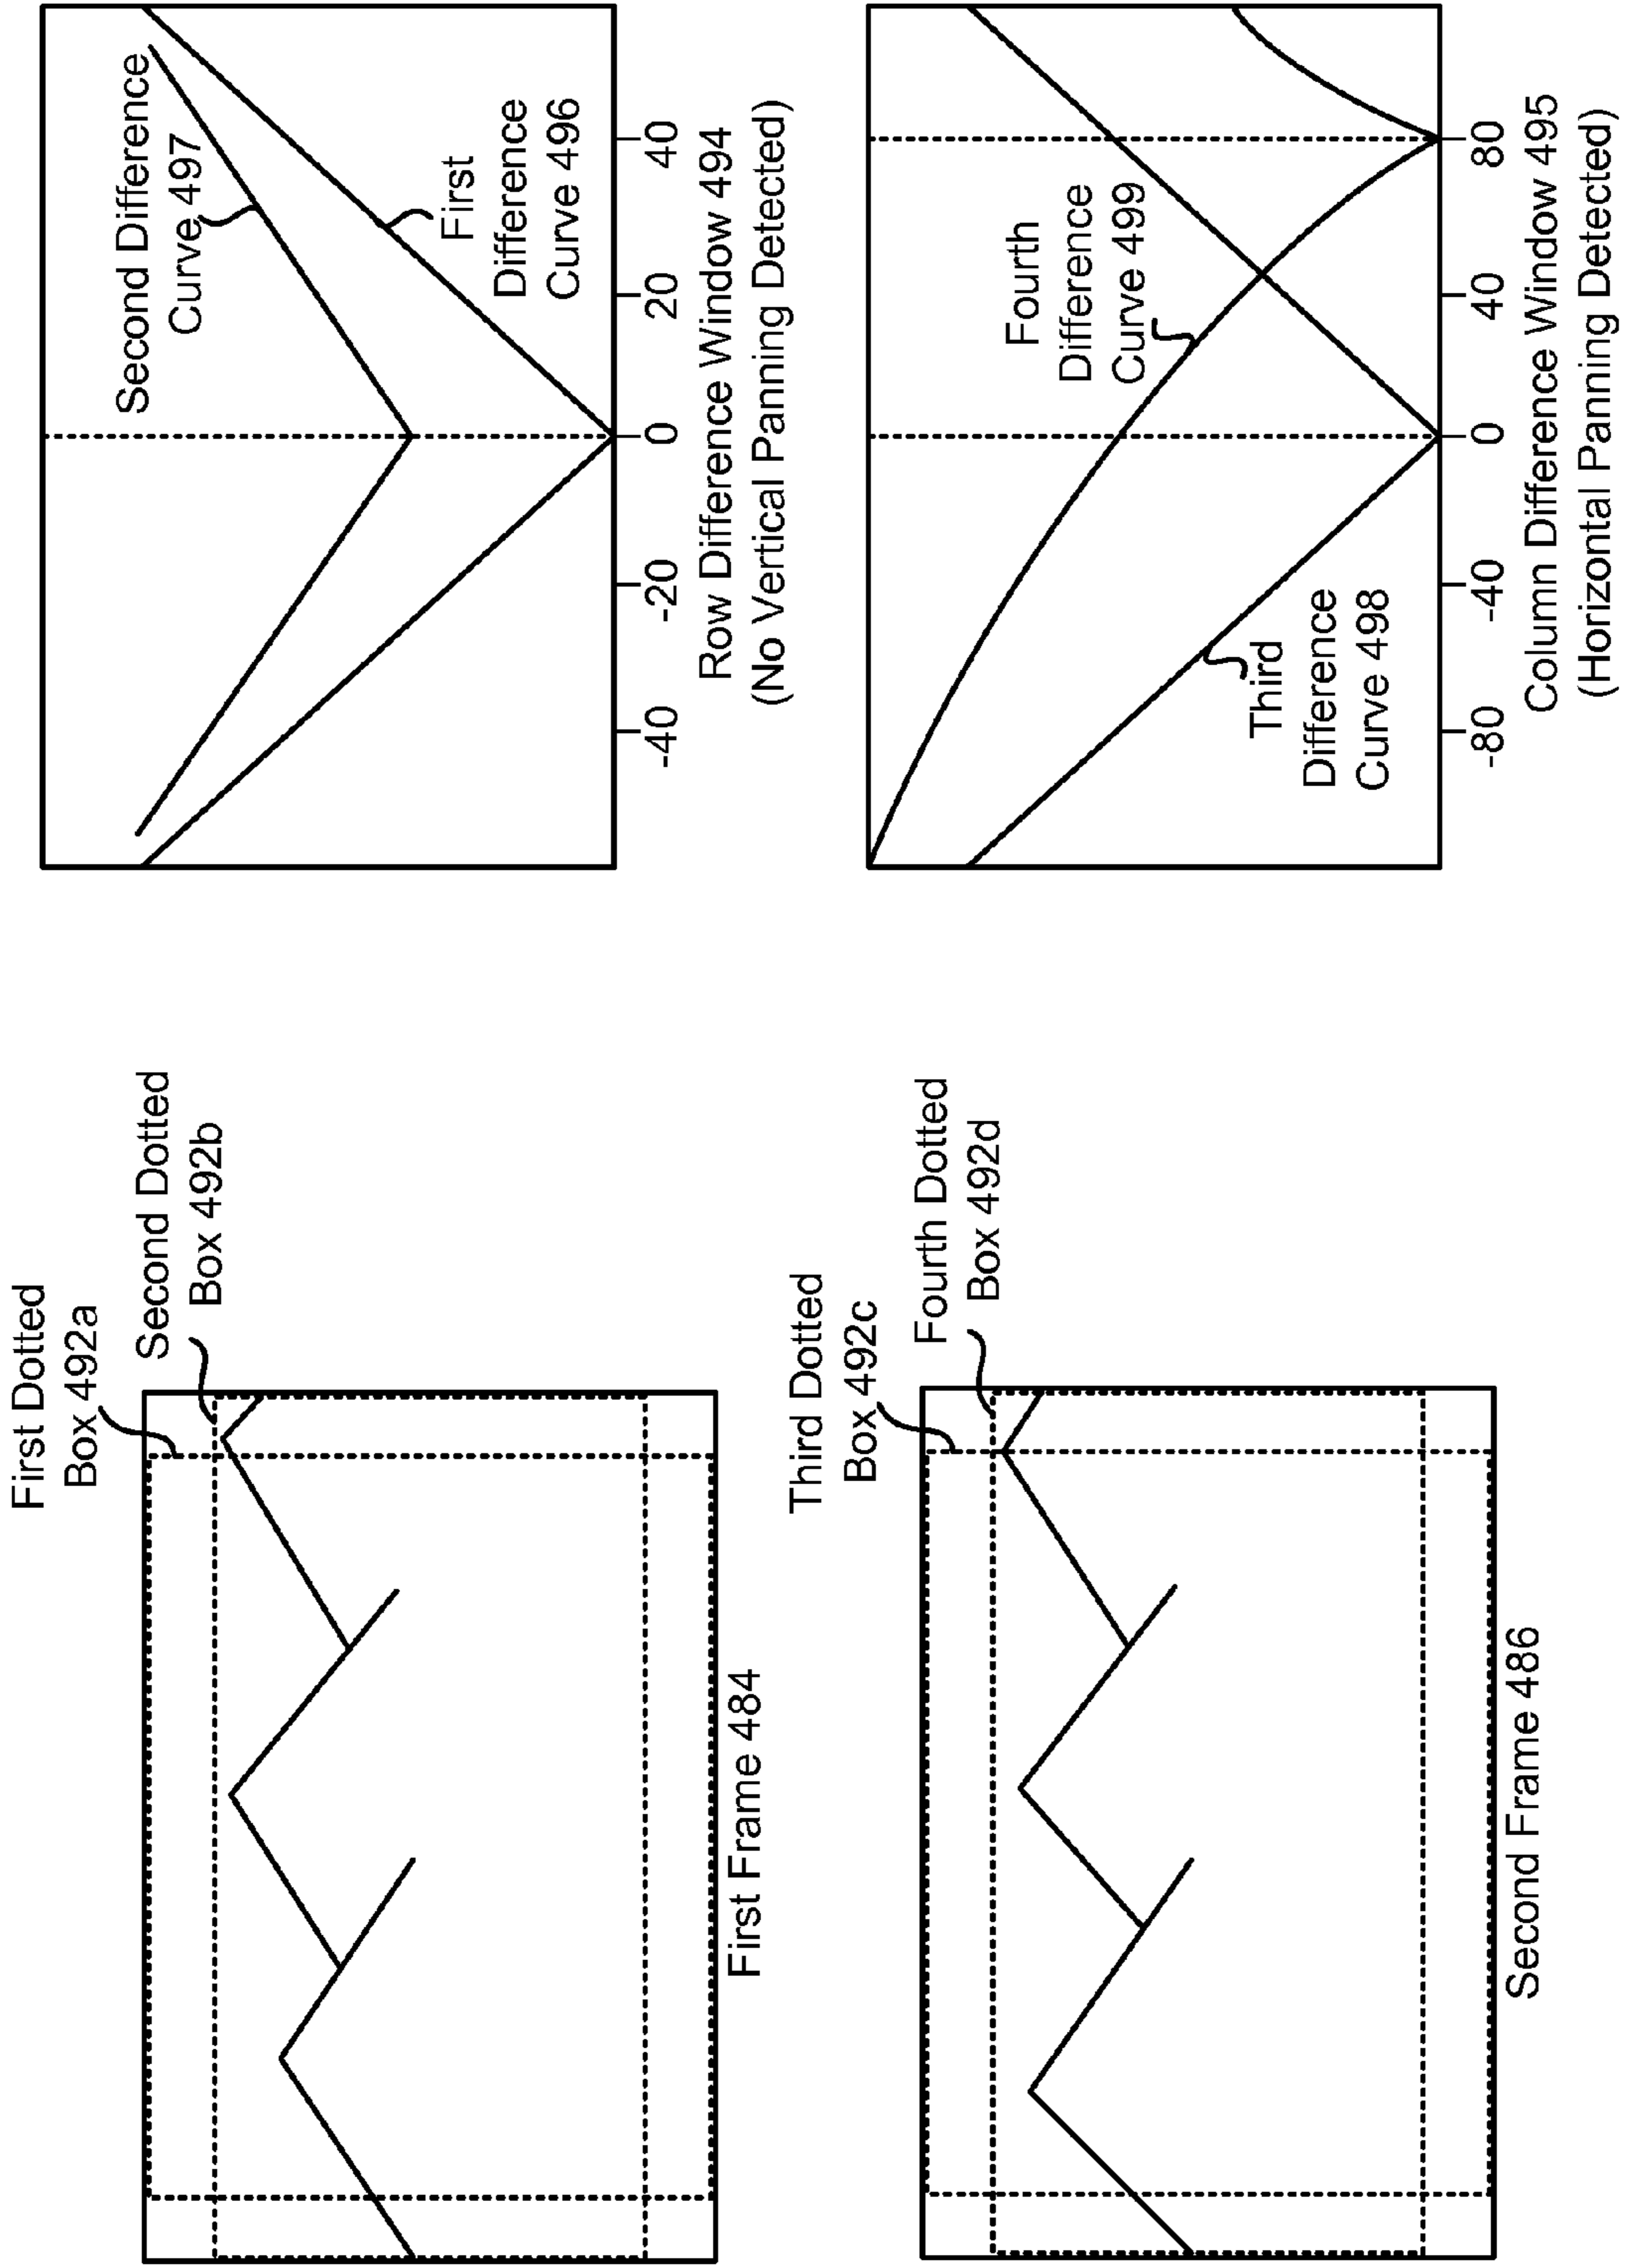 First Dotted
Box 492a
Second Dotted
Box 492b
First Frame 484
Third Dotted
Box 492c
Fourth Dotted
Box 492d
Second Frame 486
Second Difference
Curve 497
First
Difference
Curve 496
-40
-20
0
20
40
Row Difference Window 494
(No Vertical Panning Detected)
Fourth
Difference
Curve 499
Third
Difference
Curve 498
-80
-40
0
40
80
Column Difference Window 495
(Horizontal Panning Detected)